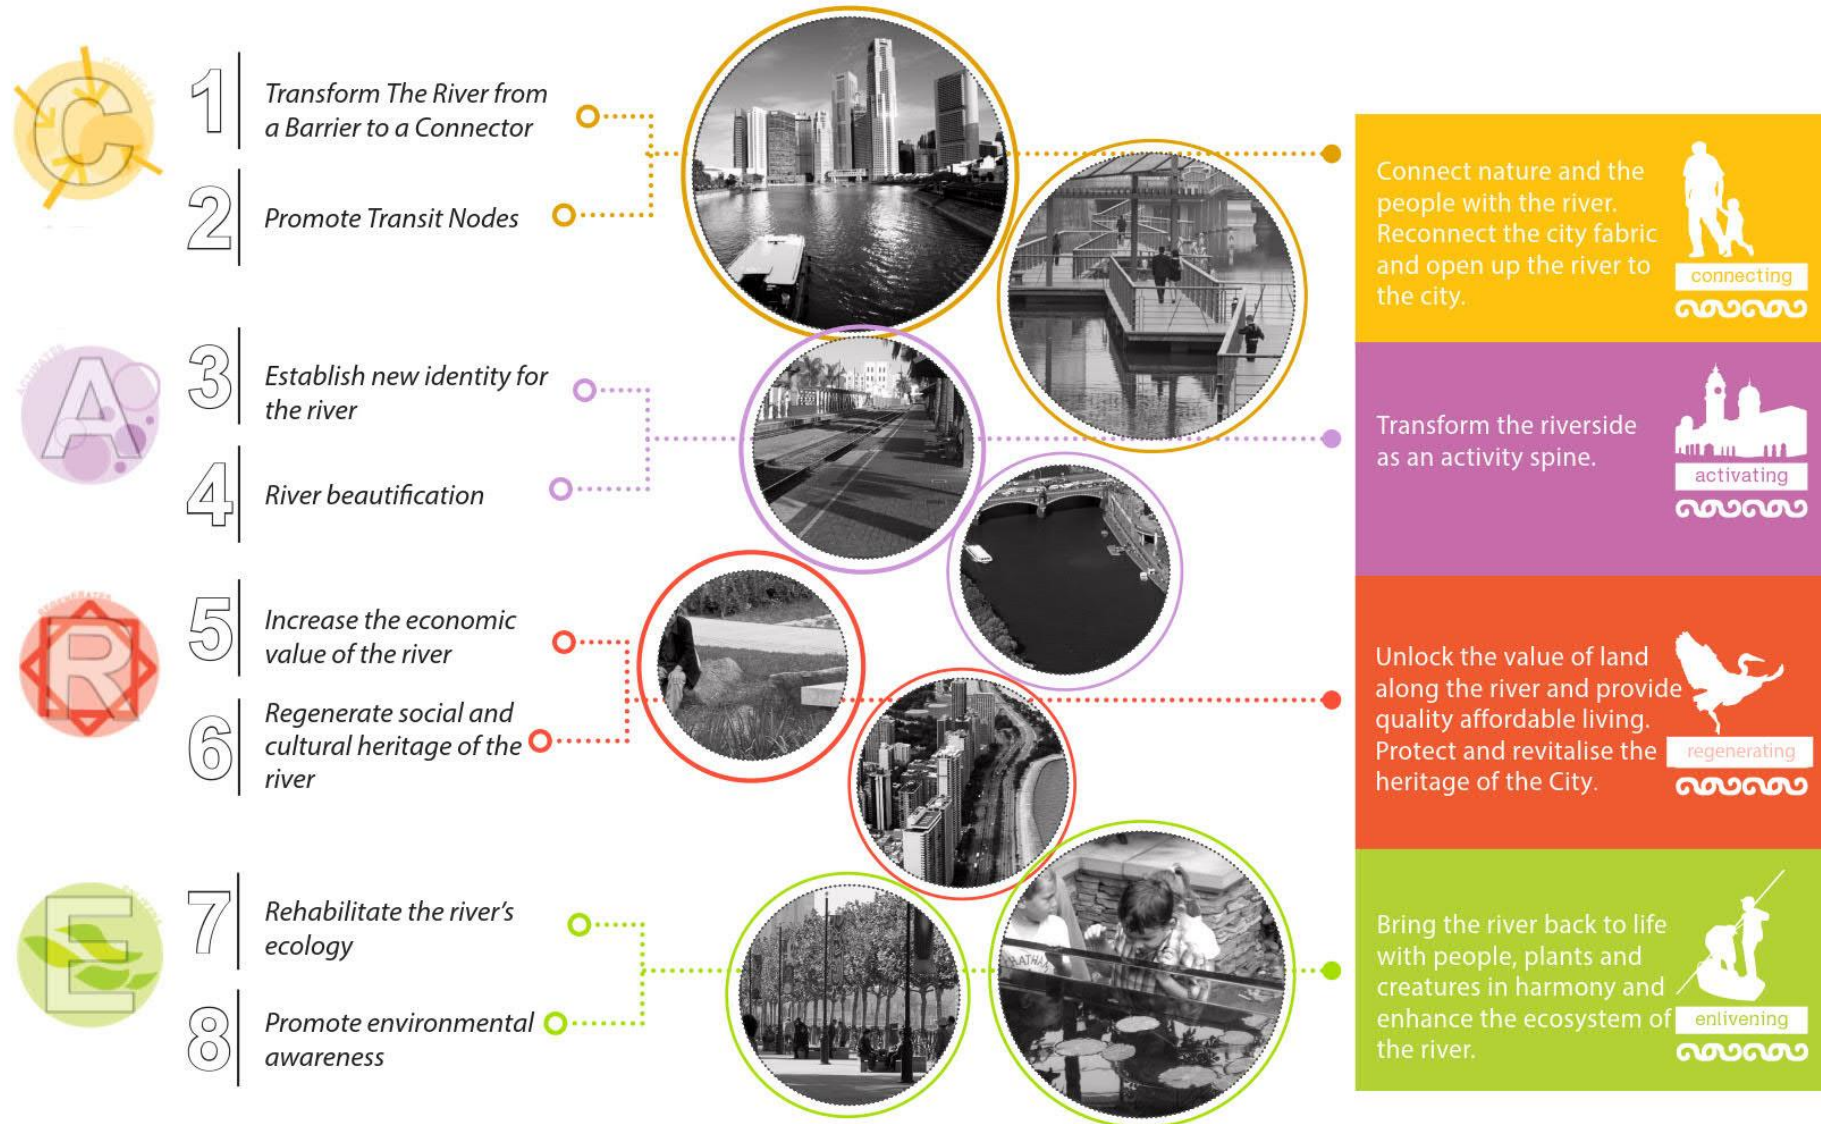 C
1
Transform The River from
a Barrier to a Connector
2
Promote Transit Nodes
Connect nature and the
people with the river.
Reconnect the city fabric
and open up the river to
the city.
connecting
A
3
Establish new identity for
the river
4
River beautification
Transform the riverside
as an activity spine.
activating
R
5
Increase the economic
value of the river
6
Regenerate social and
cultural heritage of the
river
Unlock the value of land
along the river and provide
quality affordable living.
Protect and revitalise the
heritage of the City.
regenerating
E
7
Rehabilitate the river's
ecology
8
Promote environmental
awareness
Bring the river back to life
with people, plants and
creatures in harmony and
enhance the ecosystem of
the river.
enlivening